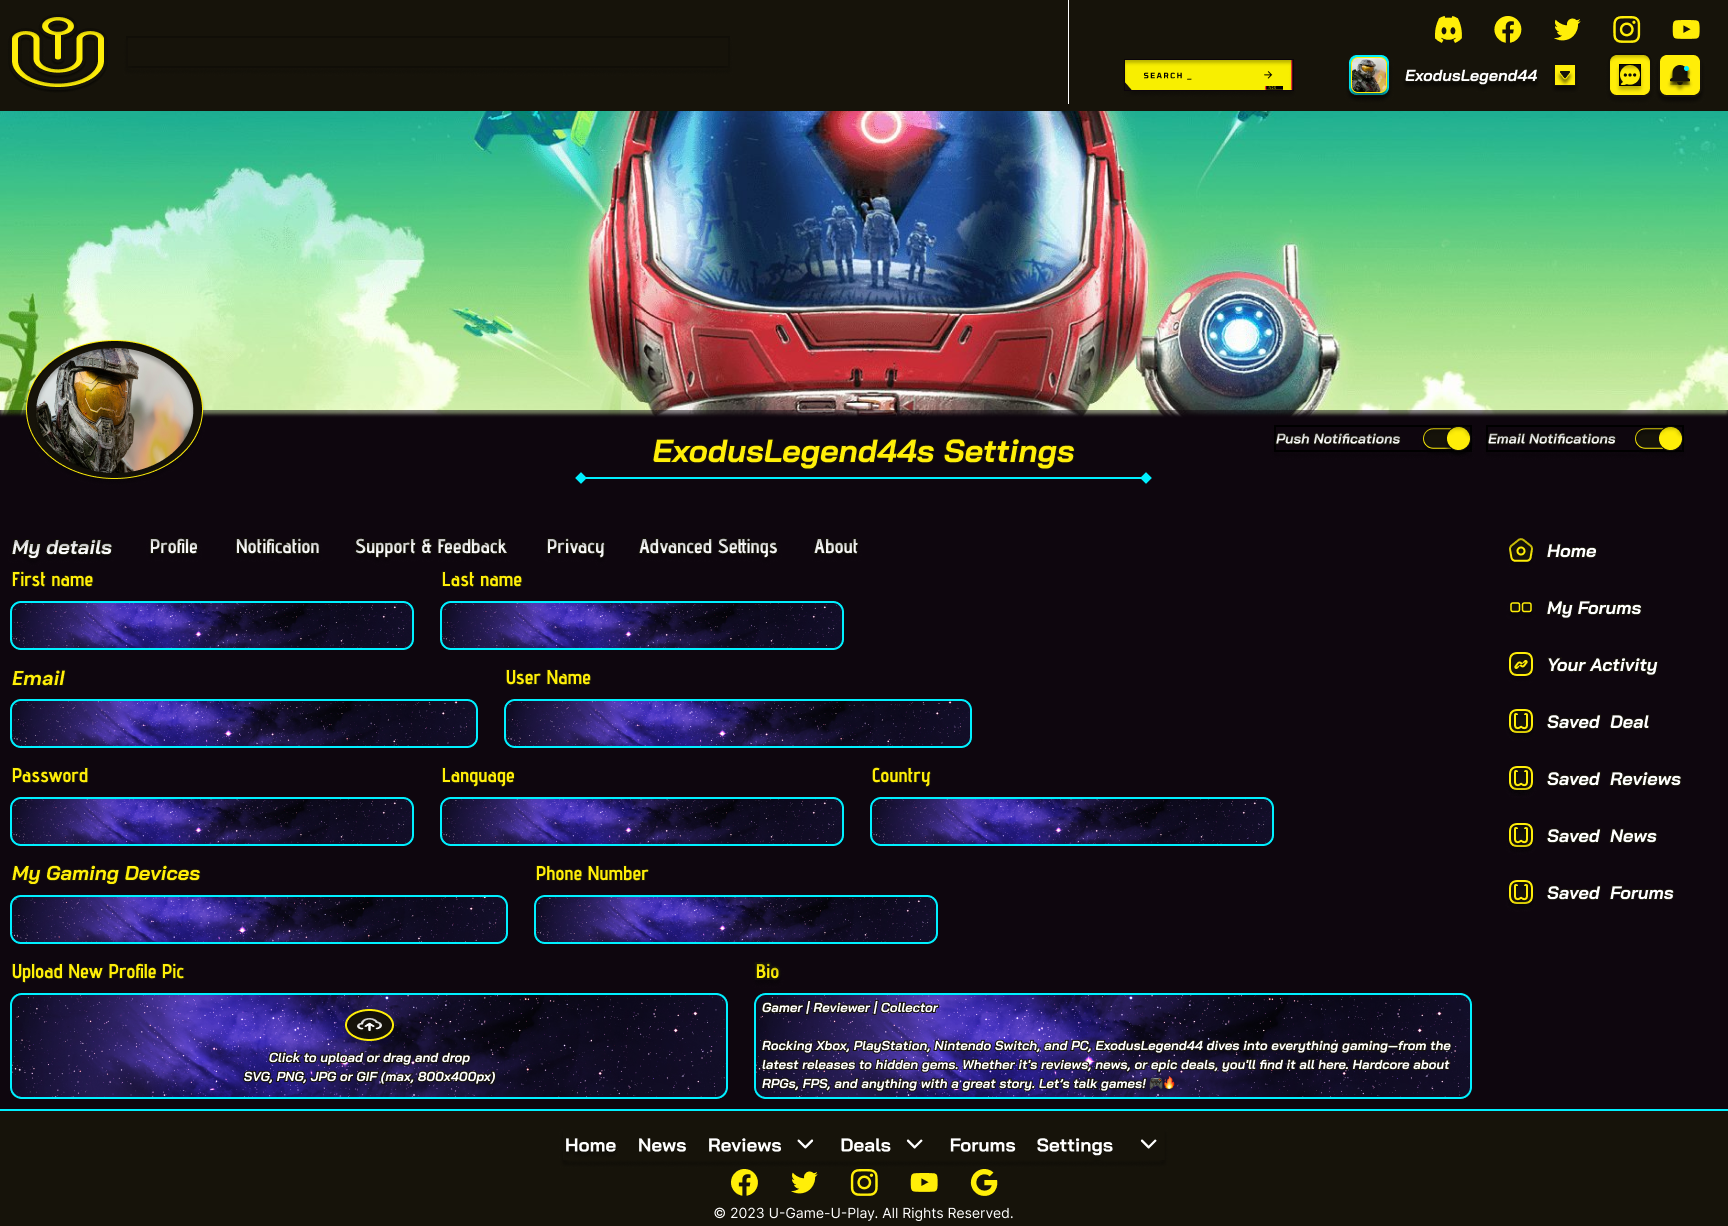 SEARCH _
ExodusLegend44
ExodusLegend44s Settings
Push Notifications
Email Notifications
My details
Profile
Notification
Support & Feedback
Privacy
Advanced Settings
About
First name
Last name
Email
User Name
Password
Language
Country
My Gaming Devices
Phone Number
Upload New Profile Pic
Click to upload or drag and drop
SVG, PNG, JPG or GIF (max, 800x400px)
Bio
Gamer | Reviewer | Collector
Rocking Xbox, PlayStation, Nintendo Switch, and PC, ExodusLegend44 dives into everything gaming—from the
latest releases to hidden gems. Whether it's reviews, news, or epic deals, you'll find it all here. Hardcore about
RPGs, FPS, and anything with a great story. Let's talk games! 🎮🔥
Home
My Forums
Your Activity
Saved Deal
Saved Reviews
Saved News
Saved Forums
Home
News
Reviews
Deals
Forums
Settings
© 2023 U-Game-U-Play. All Rights Reserved.